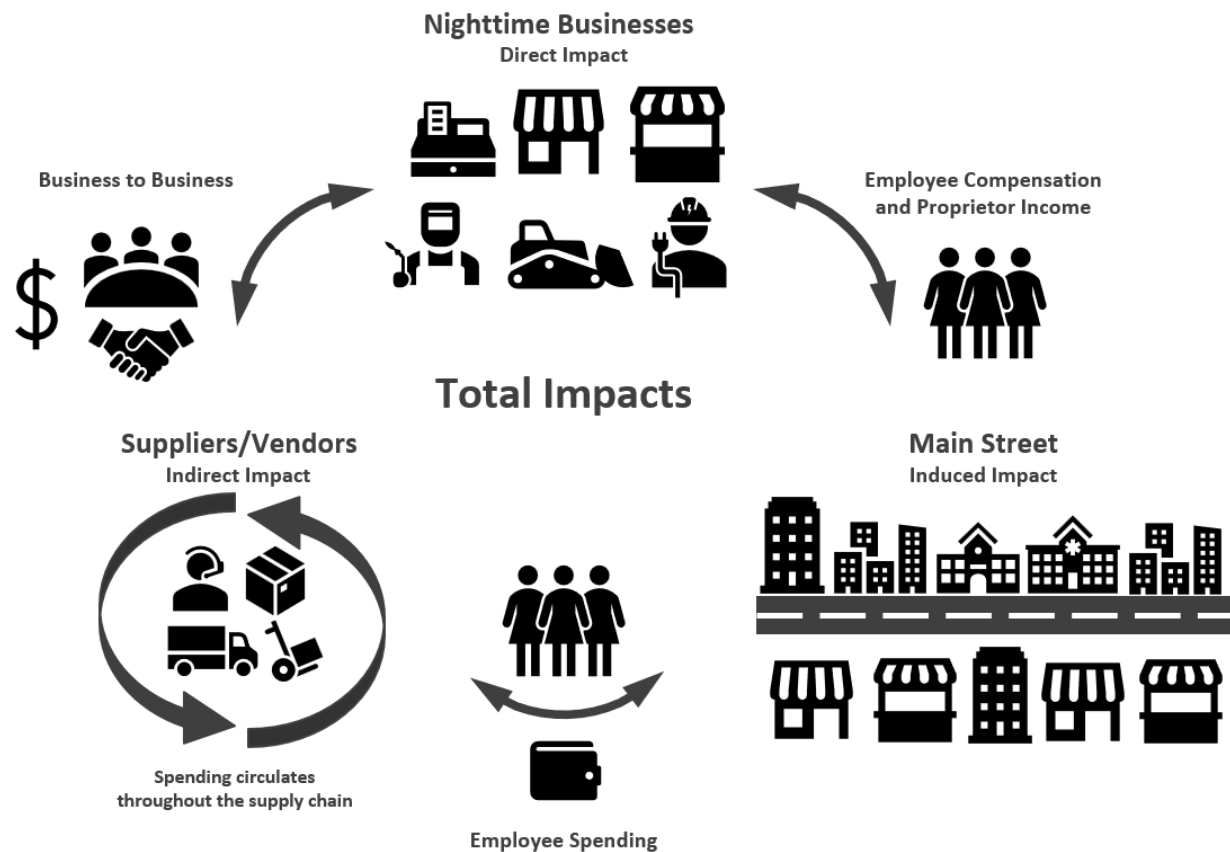 Nighttime Businesses
Direct Impact
Business to Business
Employee Compensation
and Proprietor Income
$
Total Impacts
Suppliers/Vendors
Indirect Impact
Main Street
Induced Impact
Spending circulates
throughout the supply chain
Employee Spending